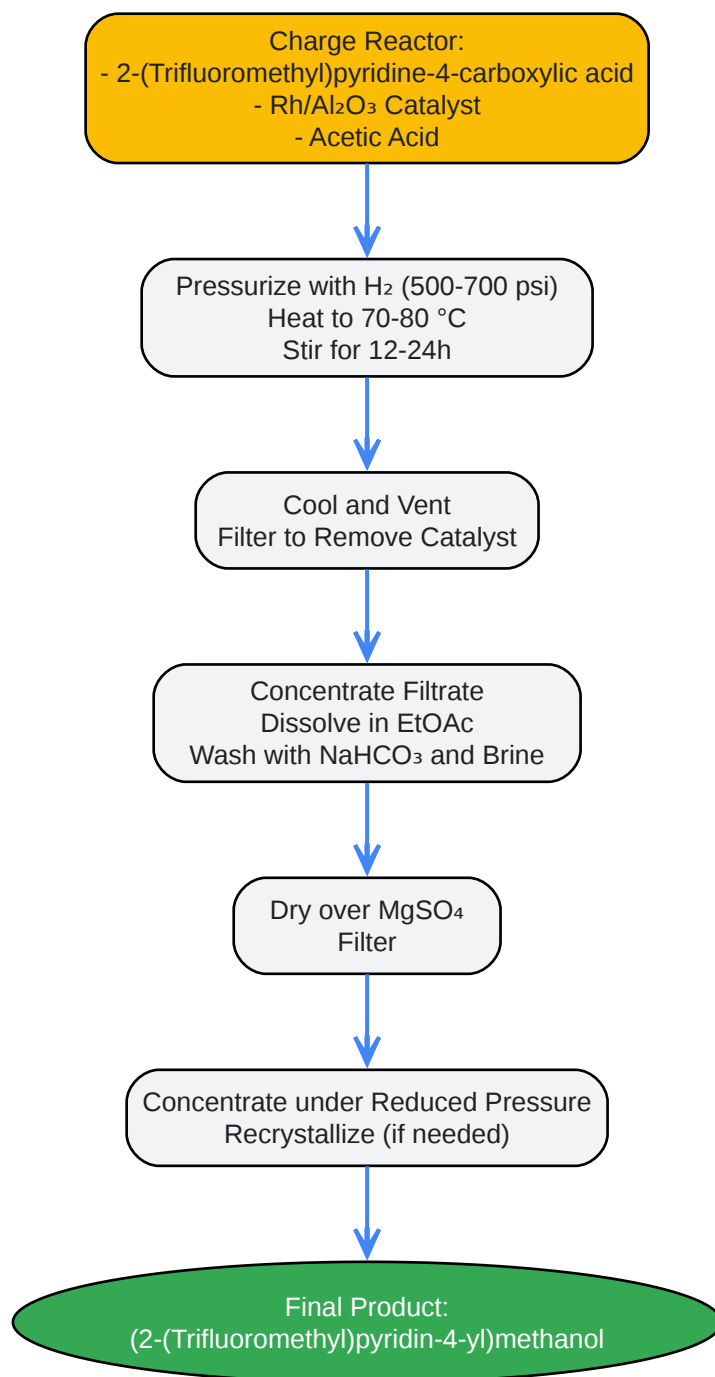 Charge Reactor:
- 2-(Trifluoromethyl)pyridine-4-carboxylic acid
- Rh/Al₂O₃ Catalyst
- Acetic Acid
Pressurize with H₂ (500-700 psi)
Heat to 70-80 °C
Stir for 12-24h
Cool and Vent
Filter to Remove Catalyst
Concentrate Filtrate
Dissolve in EtOAc
Wash with NaHCO₃ and Brine
Dry over MgSO₄
Filter
Concentrate under Reduced Pressure
Recrystallize (if needed)
Final Product:
(2-(Trifluoromethyl)pyridin-4-yl)methanol